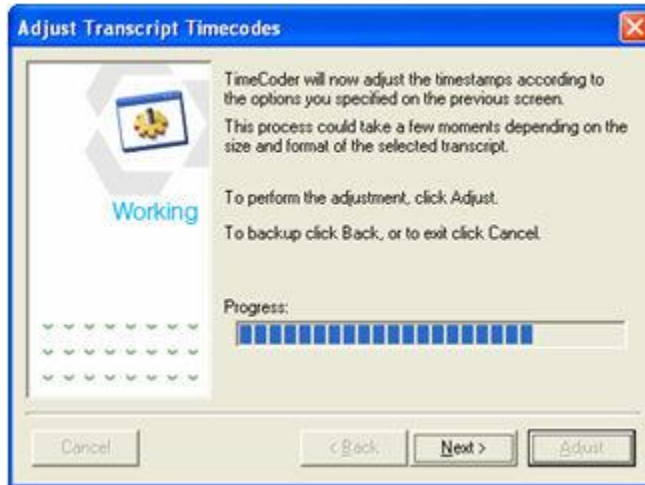 Adjust Transcript Timecodes
TimeCoder will now adjust the timestamps according to
the options you specified on the previous screen.
This process could take a few moments depending on the
size and format of the selected transcript.
Working
To perform the adjustment, click Adjust.
To backup click Back, or to exit click Cancel.
Progress:
Cancel
< Back
Next >
Adjust